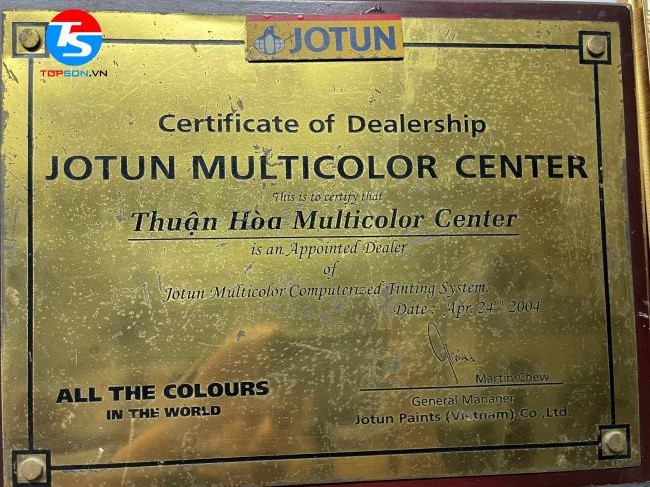 TS
TOPSON.VN
JOTUN
Certificate of Dealership
JOTUN MULTICOLOR CENTER
This is to certify that
Thuận Hòa Multicolor Center
is an Appointed Dealer
of
Jotun Multicolor Computerized Tinting System.
Date : Apr. 24th 2004
Martin Chew
General Manager
Jotun Paints (Vietnam) Co.,Ltd.
ALL THE COLOURS
IN THE WORLD